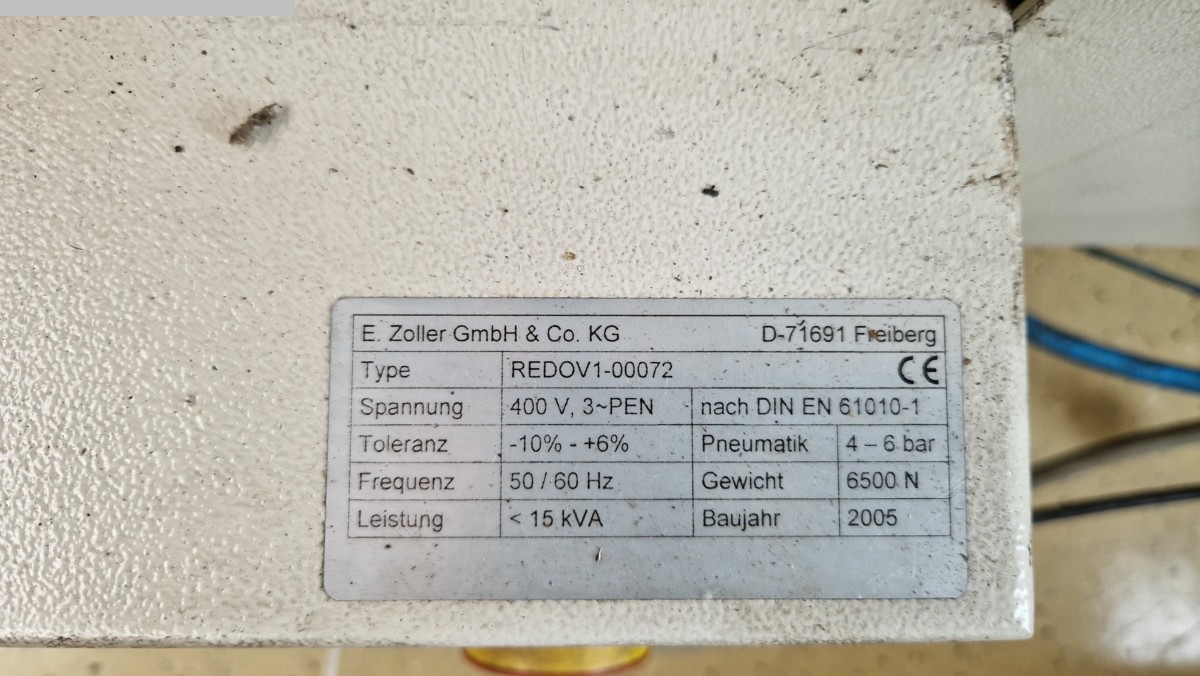 E. Zoller GmbH & Co. KG D-71691 Freiberg
Type REDOV1-00072 CE
Spannung 400 V, 3~PEN nach DIN EN 61010-1
Toleranz -10% - +6% Pneumatik 4 – 6 bar
Frequenz 50 / 60 Hz Gewicht 6500 N
Leistung < 15 kVA Baujahr 2005